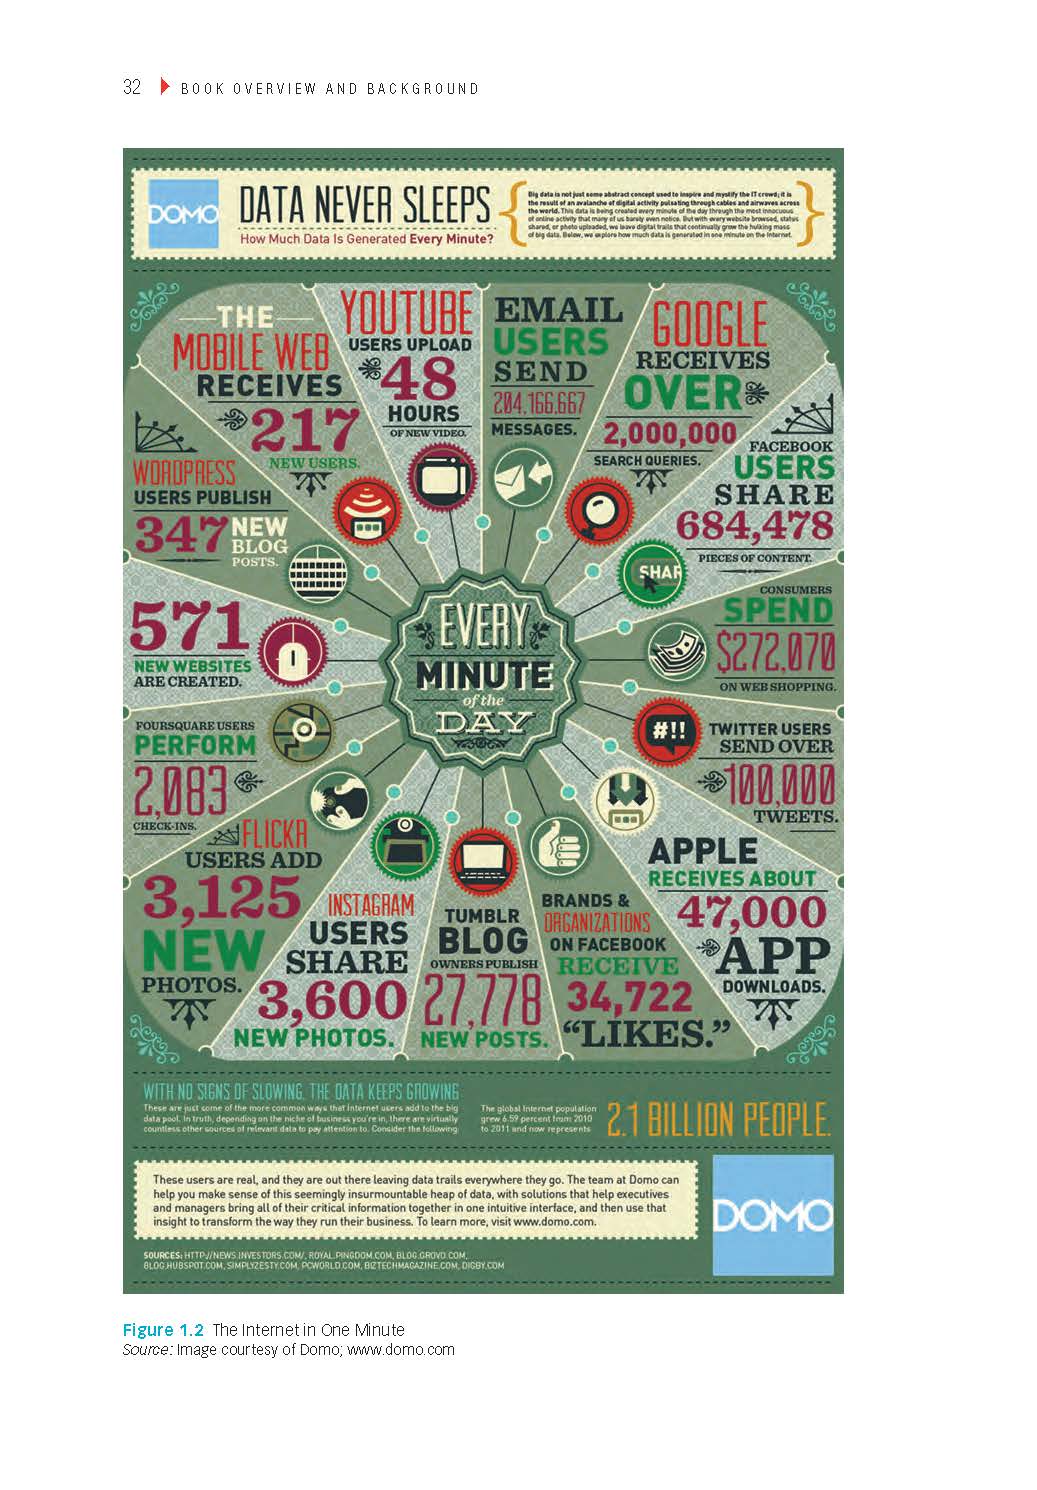 32 BOOK OVERVIEW AND BACKGROUND
DOMO
DATA NEVER SLEEPS
How Much Data Is Generated Every Minute?
Big data is not just some abstract concept used to inspire and mystify the IT crowd; it is
the result of an avalanche of digital activity pulsating through cables and airwaves across
the world. This data is being created every minute of the day through the most innocuous
of online activity that many of us barely even notice. But with every website browsed, status
shared, or photo uploaded, we leave digital trails that continually grow the hulking mass
of big data. Below, we explore how much data is generated in one minute on the Internet.
THE
MOBILE WEB
RECEIVES
217
NEW USERS.
YOUTUBE
USERS UPLOAD
48
HOURS
OF NEW VIDEO.
EMAIL
USERS
SEND
204,166,667
MESSAGES.
GOOGLE
RECEIVES
OVER
2,000,000
SEARCH QUERIES.
FACEBOOK
USERS
SHARE
684,478
PIECES OF CONTENT.
SHAR
CONSUMERS
SPEND
$272,070
ON WEB SHOPPING.
#!!
TWITTER USERS
SEND OVER
100,000
TWEETS.
APPLE
RECEIVES ABOUT
47,000
APP
DOWNLOADS.
BRANDS &
ORGANIZATIONS
ON FACEBOOK
RECEIVE
34,722
"LIKES."
TUMBLR
BLOG
OWNERS PUBLISH
27,778
NEW POSTS.
INSTAGRAM
USERS
SHARE
3,600
NEW PHOTOS.
FLICKR
USERS ADD
3,125
NEW
PHOTOS.
FOURSQUARE USERS
PERFORM
2,083
CHECK-INS.
571
NEW WEBSITES
ARE CREATED.
WORDPRESS
USERS PUBLISH
347 NEW
BLOG
POSTS.
EVERY
MINUTE
of the
DAY
WITH NO SIGNS OF SLOWING, THE DATA KEEPS GROWING
These are just some of the more common ways that Internet users add to the big
data pool. In truth, depending on the niche of business you're in, there are virtually
countless other sources of relevant data to pay attention to. Consider the following:
The global Internet population
grew 6.59 percent from 2010
to 2011 and now represents
2.1 BILLION PEOPLE.
These users are real, and they are out there leaving data trails everywhere they go. The team at Domo can
help you make sense of this seemingly insurmountable heap of data, with solutions that help executives
and managers bring all of their critical information together in one intuitive interface, and then use that
insight to transform the way they run their business. To learn more, visit www.domo.com.
DOMO
SOURCES: HTTP://NEWS.INVESTORS.COM/, ROYAL.PINGDOM.COM, BLOG.GROVO.COM,
BLOG.HUBSPOT.COM, SIMPLYZESTY.COM, PCWORLD.COM, BIZTECHMAGAZINE.COM, DIGBY.COM
Figure 1.2 The Internet in One Minute
Source: Image courtesy of Domo; www.domo.com